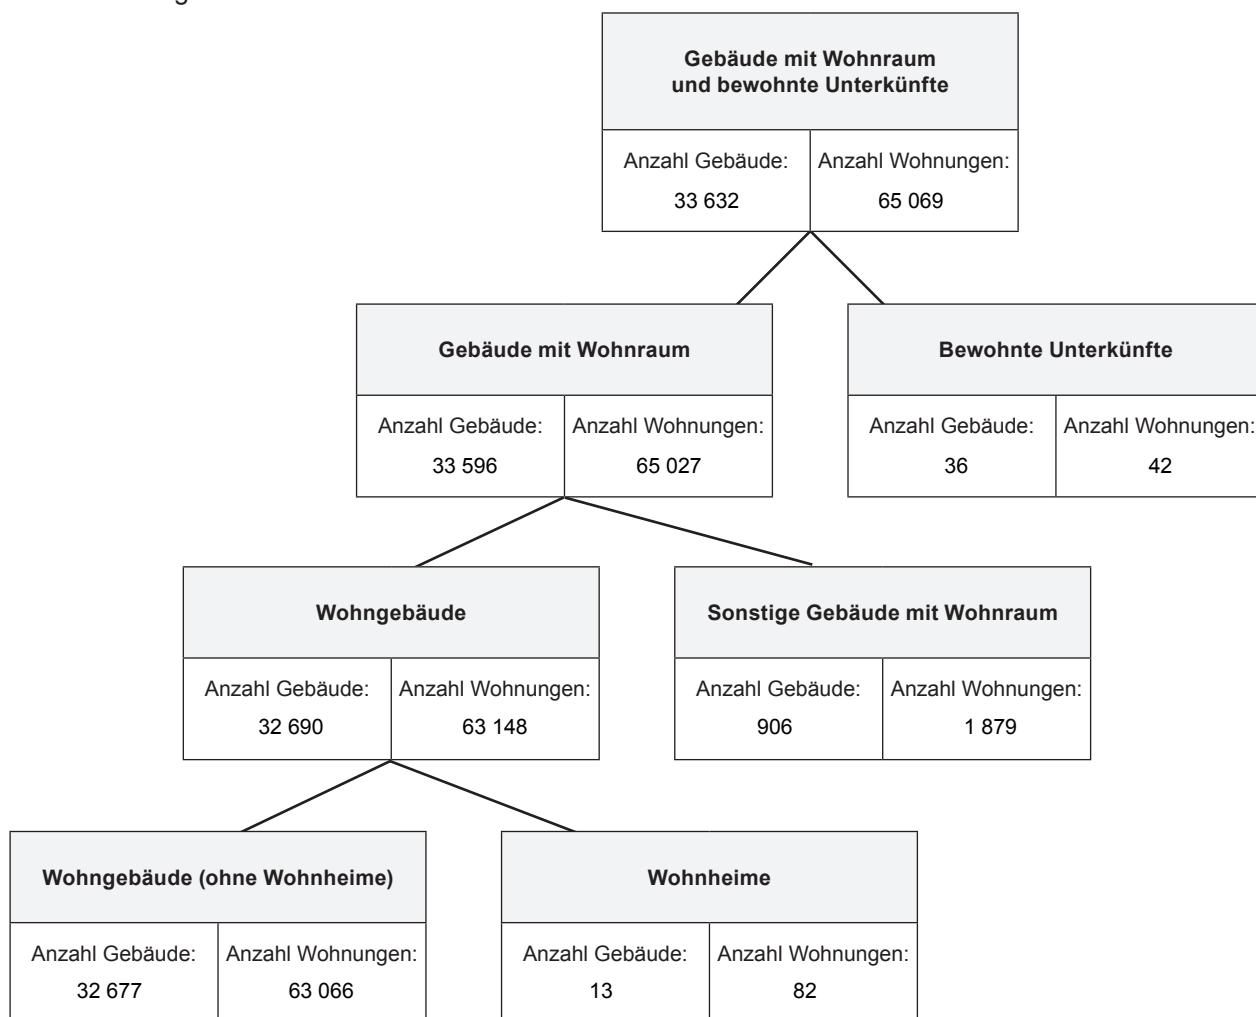 Gebäude mit Wohnraum
und bewohnte Unterkünfte
Anzahl Gebäude: Anzahl Wohnungen:
33 632 65 069
Gebäude mit Wohnraum
Anzahl Gebäude: Anzahl Wohnungen:
33 596 65 027
Bewohnte Unterkünfte
Anzahl Gebäude: Anzahl Wohnungen:
36 42
Wohngebäude
Anzahl Gebäude: Anzahl Wohnungen:
32 690 63 148
Sonstige Gebäude mit Wohnraum
Anzahl Gebäude: Anzahl Wohnungen:
906 1 879
Wohngebäude (ohne Wohnheime)
Anzahl Gebäude: Anzahl Wohnungen:
32 677 63 066
Wohnheime
Anzahl Gebäude: Anzahl Wohnungen:
13 82